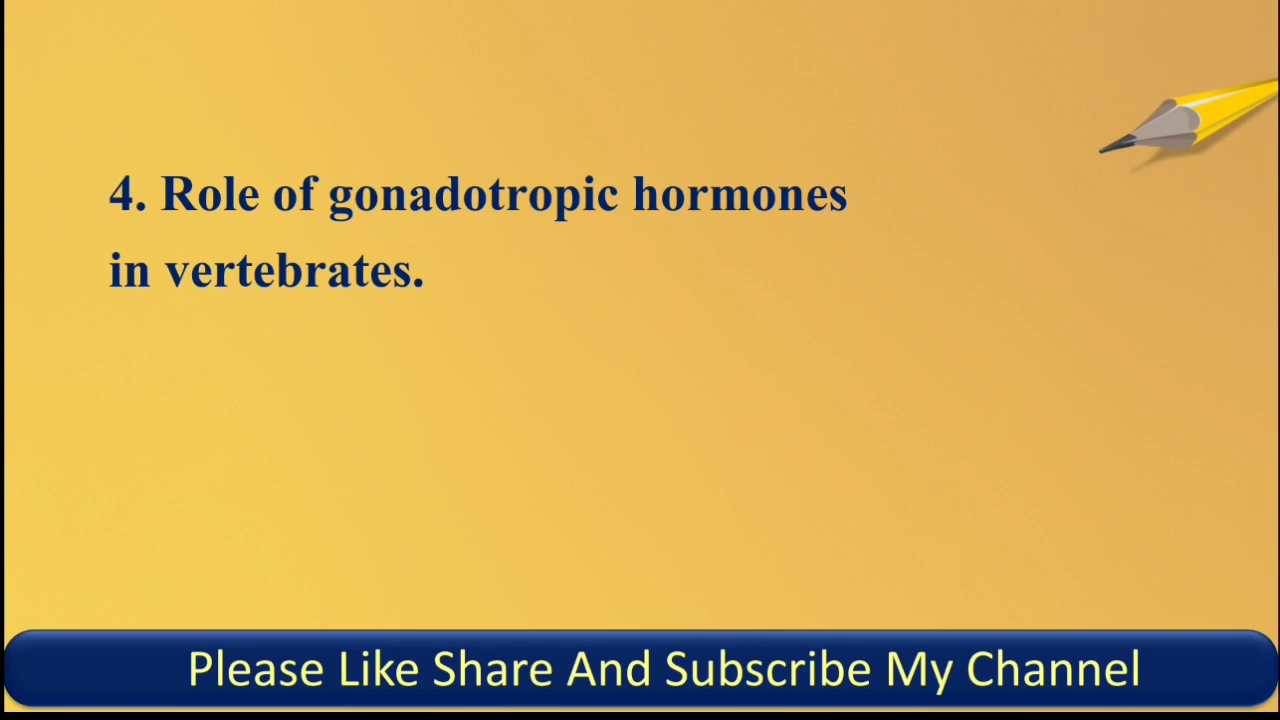 4. Role of gonadotropic hormones
in vertebrates.
Please Like Share And Subscribe My Channel